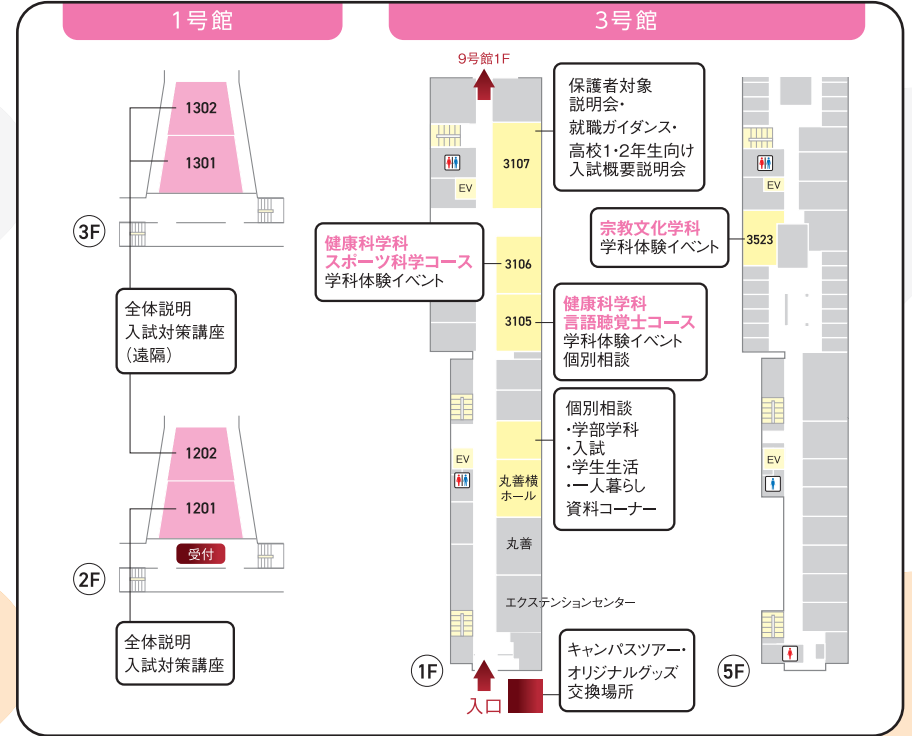 1号館
1302
1301
3F
全体説明
入試対策講座
（遠隔）
1202
1201
受付
2F
全体説明
入試対策講座
3号館
9号館1F
3107
EV
保護者対象
説明会・
就職ガイダンス・
高校1・2年生向け
入試概要説明会
健康科学科
スポーツ科学コース
学科体験イベント
3106
3105
健康科学科
言語聴覚士コース
学科体験イベント
個別相談
個別相談
・学部学科
・入試
・学生生活
・一人暮らし
資料コーナー
EV
丸善横
ホール
丸善
エクステンションセンター
1F
入口
キャンパスツアー・
オリジナルグッズ
交換場所
EV
宗教文化学科
学科体験イベント
3523
EV
5F